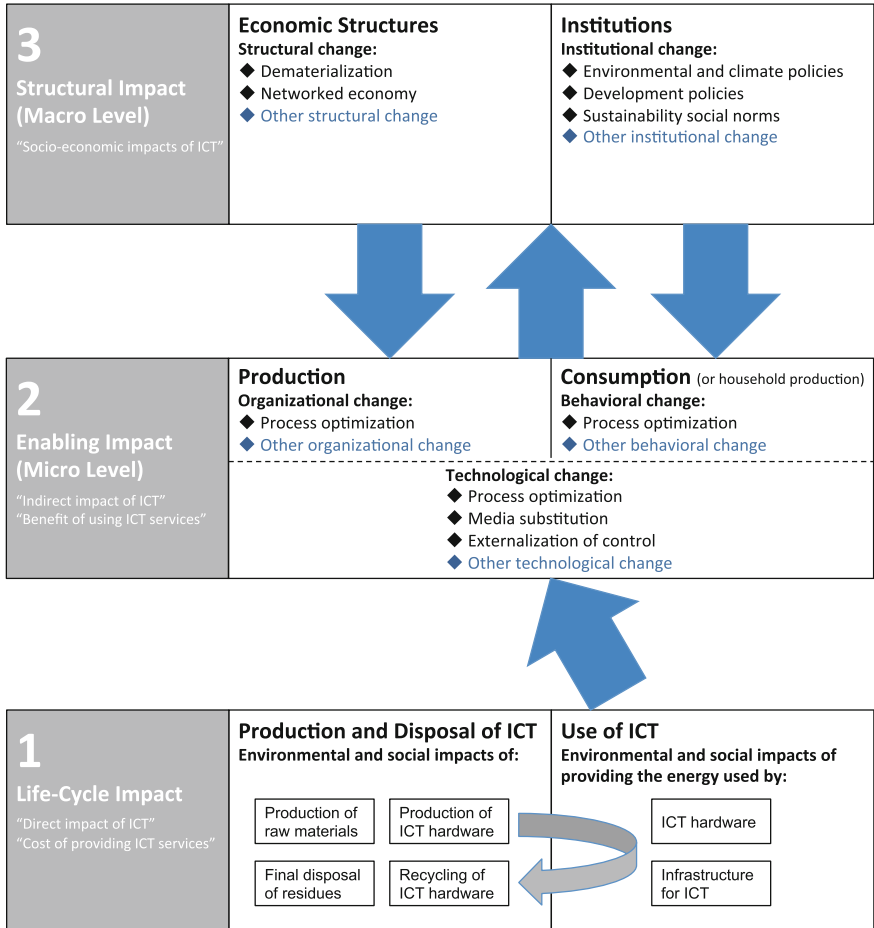 3
Structural Impact
(Macro Level)
“Socio-economic impacts of ICT”
Economic Structures
Structural change:
◆ Dematerialization
◆ Networked economy
◆ Other structural change
Institutions
Institutional change:
◆ Environmental and climate policies
◆ Development policies
◆ Sustainability social norms
◆ Other institutional change
2
Enabling Impact
(Micro Level)
“Indirect impact of ICT”
“Benefit of using ICT services”
Production
Organizational change:
◆ Process optimization
◆ Other organizational change
Consumption (or household production)
Behavioral change:
◆ Process optimization
◆ Other behavioral change
Technological change:
◆ Process optimization
◆ Media substitution
◆ Externalization of control
◆ Other technological change
1
Life-Cycle Impact
“Direct impact of ICT”
“Cost of providing ICT services”
Production and Disposal of ICT
Environmental and social impacts of:
Production of
raw materials
Production of
ICT hardware
Final disposal
of residues
Recycling of
ICT hardware
Use of ICT
Environmental and social impacts of
providing the energy used by:
ICT hardware
Infrastructure
for ICT